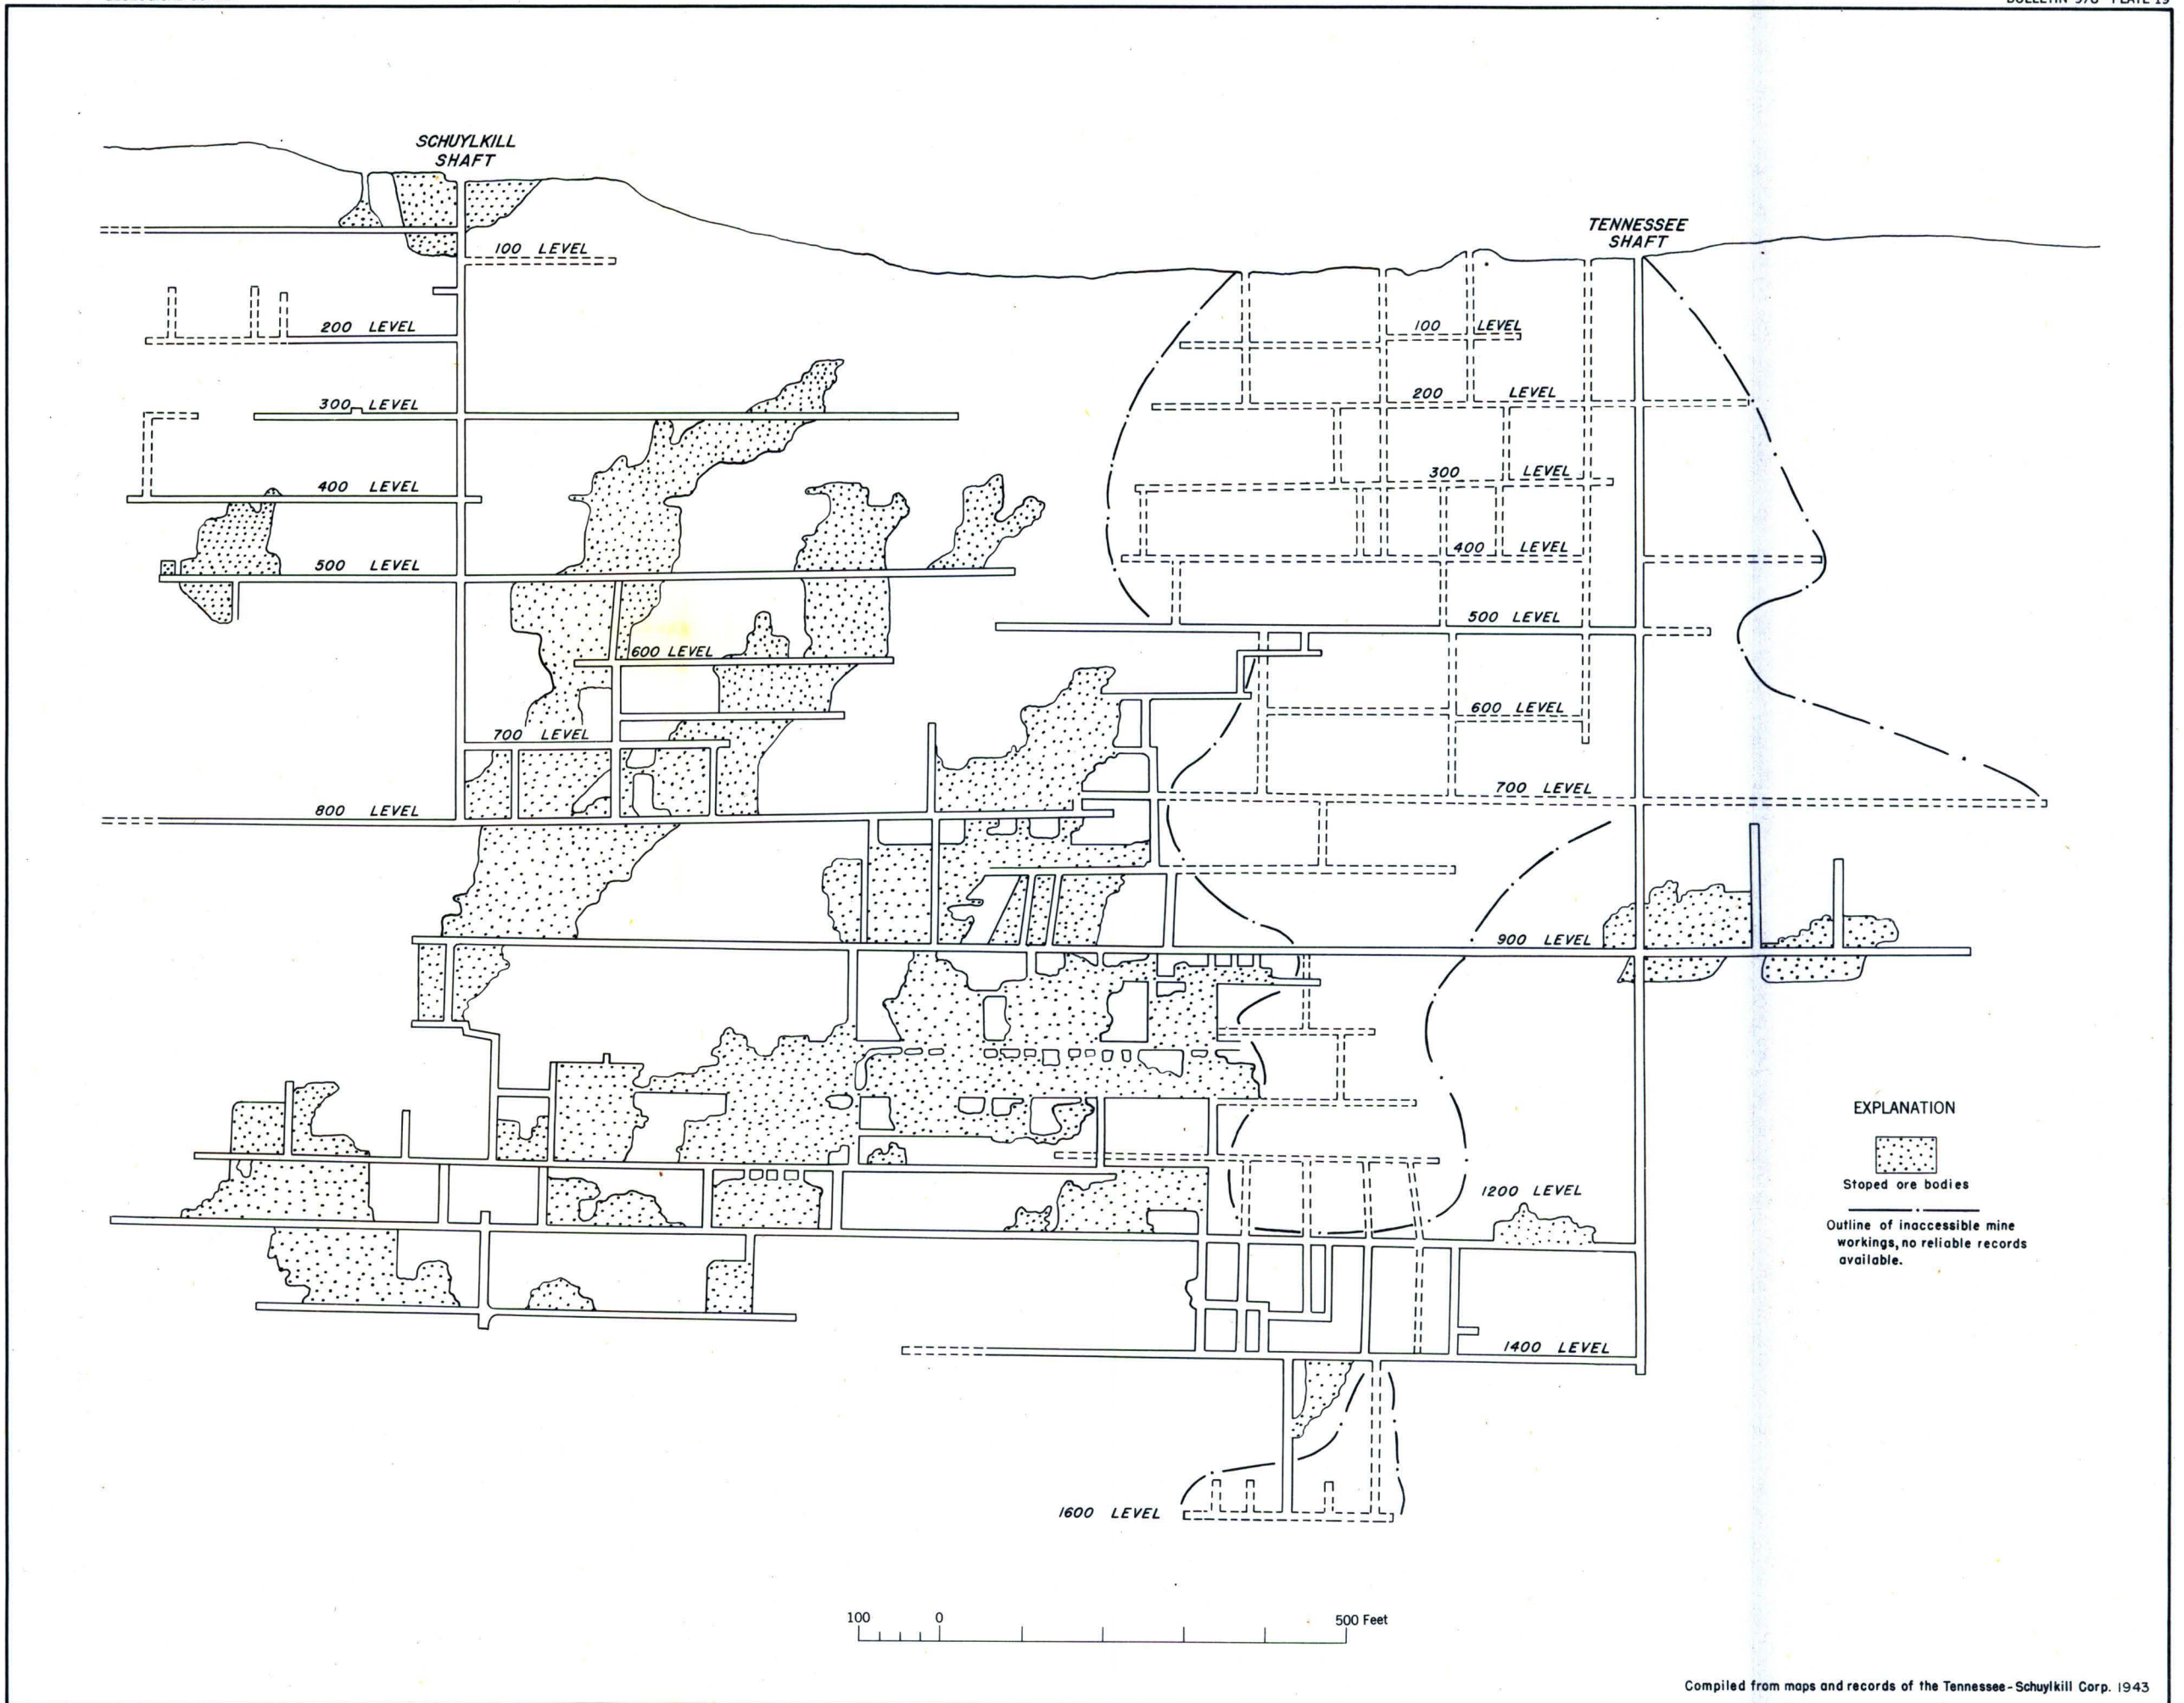 SCHUYLKILL
SHAFT
TENNESSEE
SHAFT
100 LEVEL
200 LEVEL
300 LEVEL
400 LEVEL
500 LEVEL
600 LEVEL
700 LEVEL
800 LEVEL
100 LEVEL
200 LEVEL
300 LEVEL
400 LEVEL
500 LEVEL
600 LEVEL
700 LEVEL
900 LEVEL
1200 LEVEL
1400 LEVEL
1600 LEVEL
EXPLANATION
Stoped ore bodies
Outline of inaccessible mine
workings, no reliable records
available.
100 0 500 Feet
Compiled from maps and records of the Tennessee-Schuylkill Corp. 1943